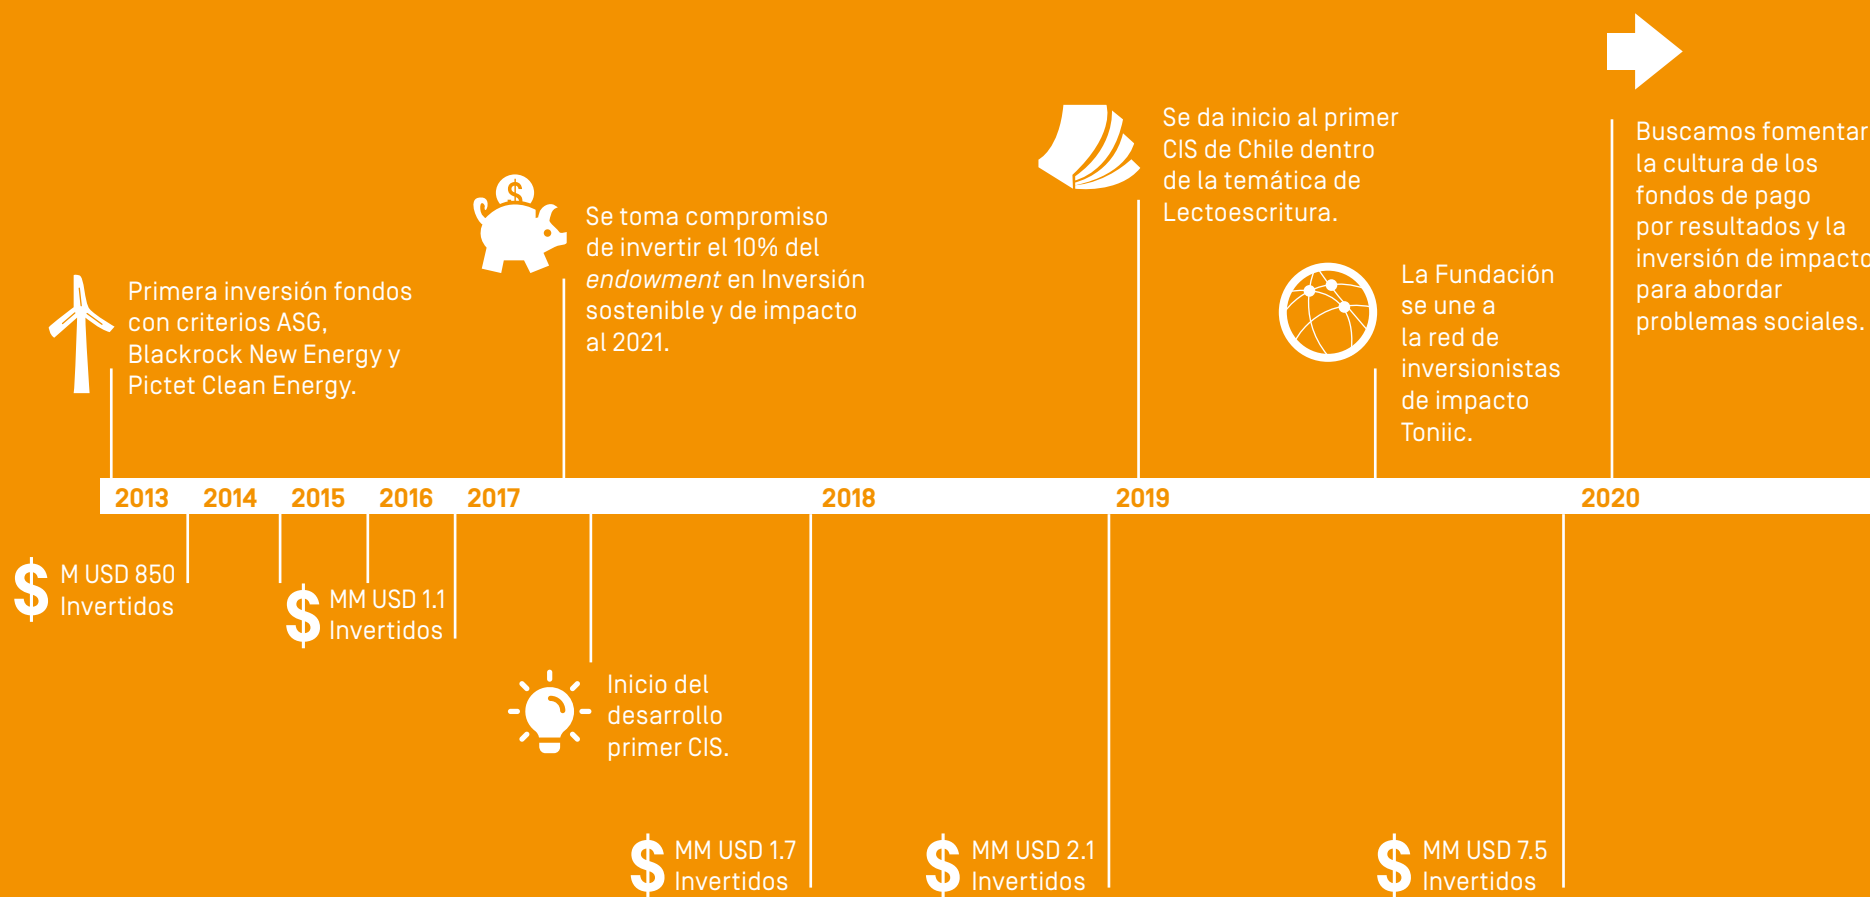 Primera inversión fondos
con criterios ASG,
Blackrock New Energy y
Pictet Clean Energy.
$
Se toma compromiso
de invertir el 10% del
endowment en Inversión
sostenible y de impacto
al 2021.
Se da inicio al primer
CIS de Chile dentro
de la temática de
Lectoescritura.
La Fundación
se une a
la red de
inversionistas
de impacto
Toniic.
Buscamos fomentar
la cultura de los
fondos de pago
por resultados y la
inversión de impacto
para abordar
problemas sociales.
2013 2014 2015 2016 2017 2018 2019 2020
$ M USD 850
Invertidos
$ MM USD 1.1
Invertidos
Inicio del
desarrollo
primer CIS.
$ MM USD 1.7
Invertidos
$ MM USD 2.1
Invertidos
$ MM USD 7.5
Invertidos